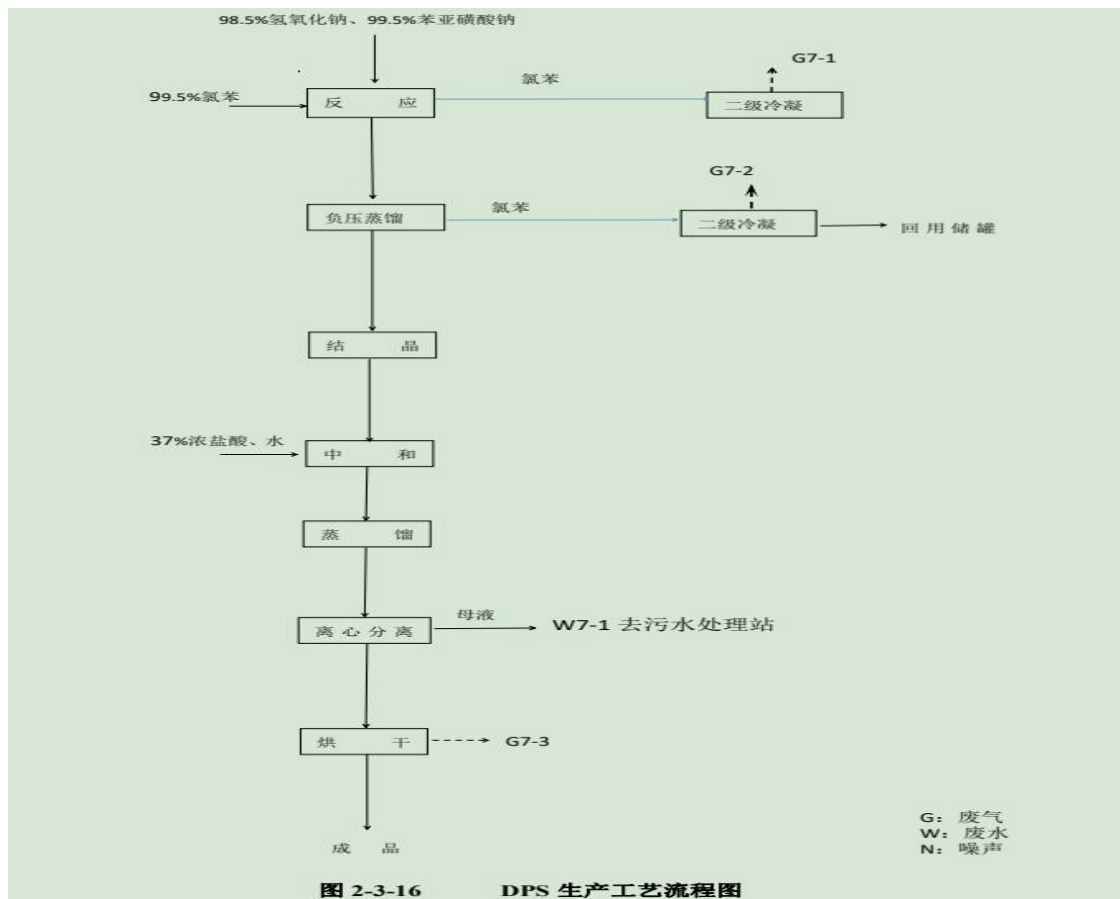 98.5%氢氧化钠、99.5%苯亚磺酸钠
G7-1
99.5%氯苯
反 应
氯苯
二级冷凝
G7-2
负压蒸馏
氯苯
二级冷凝
回用储罐
结 晶
37%浓盐酸、水
中 和
蒸 馏
离心分离
母液
W7-1 去污水处理站
烘 干
G7-3
成 品
G：废气
W：废水
N：噪声
图 2-3-16 DPS 生产工艺流程图